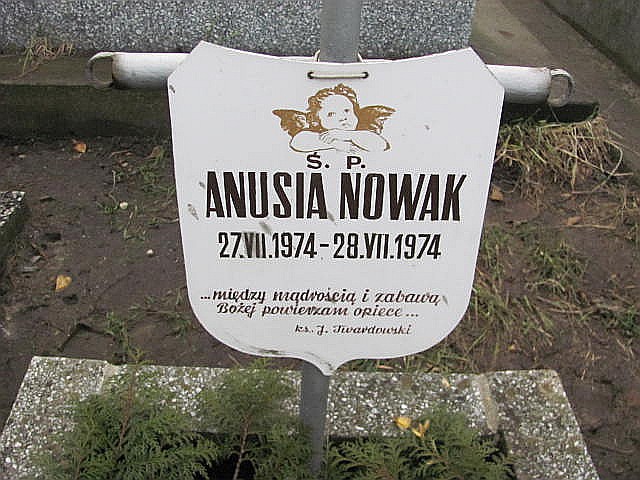 Ś. P.
ANUSIA NOWAK
27.VII.1974-28.VII.1974
...między mądrością i zabawą
Bożej powierzam opiece...
ks. J. Twardowski